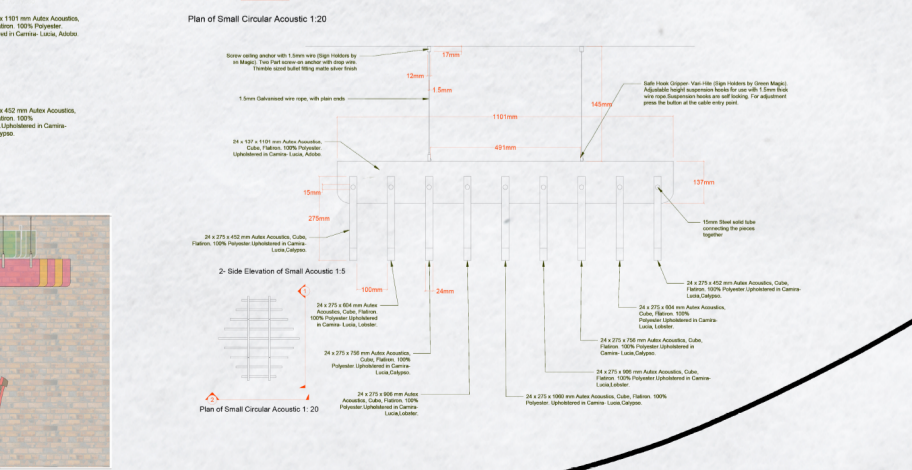 x 1101 mm Autex Acoustics,
tiron. 100% Polyester.
ed in Camira- Lucia, Adobo.
x 452 mm Autex Acoustics,
tiron. 100%
.Upholstered in Camira-
lypso.
Plan of Small Circular Acoustic 1:20
Screw ceiling anchor with 1.5mm wire (Sign Holders by
en Magic). Two Part screw-on anchor with drop wire.
Thimble sized bullet fitting matte silver finish
1.5mm Galvanised wire rope, with plain ends
17mm
12mm
1.5mm
145mm
1101mm
491mm
137mm
Safe Hook Gripper- Van Hile (Sign Holders by Green Magic).
Adjustable height suspension hooks for use with 1.5mm thick
wire rope.Suspension hooks are self locking. For adjustment
press the button at the cable entry point.
24 x 137 x 1101 mm Autex Acoustics,
Cube, Flatiron. 100% Polyester.
Upholstered in Camira- Lucia, Adobo.
15mm
275mm
15mm Steel solid tube
connecting the pieces
together
24 x 275 x 452 mm Autex Acoustics, Cube,
Flatiron. 100% Polyester.Upholstered in Camira-
Lucia,Calypso.
2- Side Elevation of Small Acoustic 1:5
100mm
24mm
1
24 x 275 x 604 mm Autex
Acoustics, Cube, Flatiron.
100% Polyester.Upholstered
in Camira- Lucia, Lobster.
24 x 275 x 452 mm Autex Acoustics, Cube,
Flatiron. 100% Polyester.Upholstered in Camira-
Lucia,Calypso.
24 x 275 x 604 mm Autex
Acoustics, Cube, Flatiron. 100%
Polyester.Upholstered in Camira-
Lucia, Lobster.
24 x 275 x 756 mm Autex Acoustics, Cube,
Flatiron. 100% Polyester.Upholstered in
Camira- Lucia,Calypso.
24 x 275 x 756 mm Autex Acoustics,
Cube, Flatiron. 100%
Polyester.Upholstered in Camira-
Lucia,Calypso.
24 x 275 x 906 mm Autex Acoustics, Cube,
Flatiron. 100% Polyester.Upholstered in Camira-
Lucia,Lobster.
24 x 275 x 906 mm Autex
Acoustics, Cube, Flatiron. 100%
Polyester.Upholstered in Camira-
Lucia,Lobster.
24 x 275 x 1060 mm Autex Acoustics, Cube, Flatiron. 100%
Polyester. Upholstered in Camira- Lucia,Calypso.
2
Plan of Small Circular Acoustic 1: 20